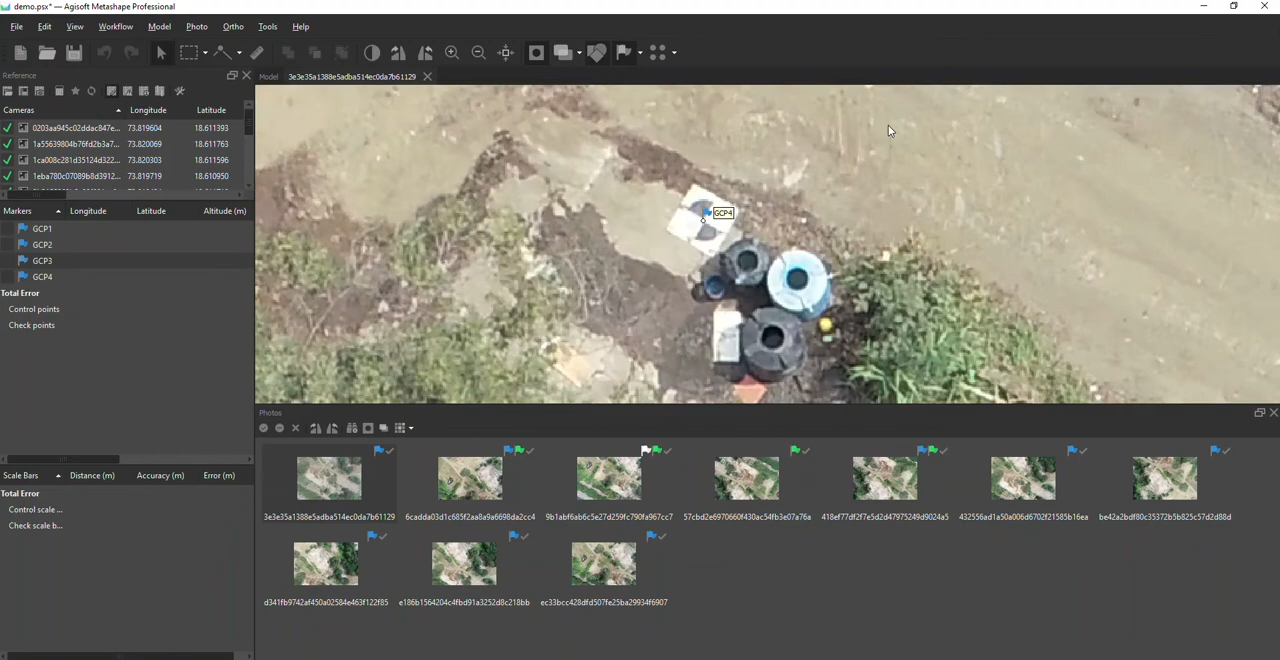 demo.psx* — Agisoft Metashape Professional
File Edit View Workflow Model Photo Ortho Tools Help
Reference
Model 3e3e35a1388e5adba514ec0da7b61129
Cameras Longitude Latitude
0203aa945c02ddac847e... 73.819604 18.611393
1a55639804b76fd2b3a7... 73.820069 18.611763
1ca008c281d35124d322... 73.820303 18.611596
1eba780c07089b8d3912... 73.819719 18.610950
Markers Longitude Latitude Altitude (m)
GCP1
GCP2
GCP3
GCP4
Total Error
Control points
Check points
GCP4
Scale Bars Distance (m) Accuracy (m) Error (m)
Total Error
Control scale ...
Check scale b...
Photos
3e3e35a1388e5adba514ec0da7b61129 6cadda03d1c685f2aa8a9a6698da2cc4 9b1abf6ab6c5e27d259fc790fa967cc7 57cbd2e6970660f430ac54fb3e07a76a 418ef77df2f7e5d2d47975249d9024a5 432556ad1a50a006d6702f21585b16ea be42a2bdf80c35372b5b825c57d2d88d
d341fb9742af450a02584e463f122f85 e186b1564204c4fbd91a3252d8c218bb ec33bcc428dfd507fe25ba29934f6907